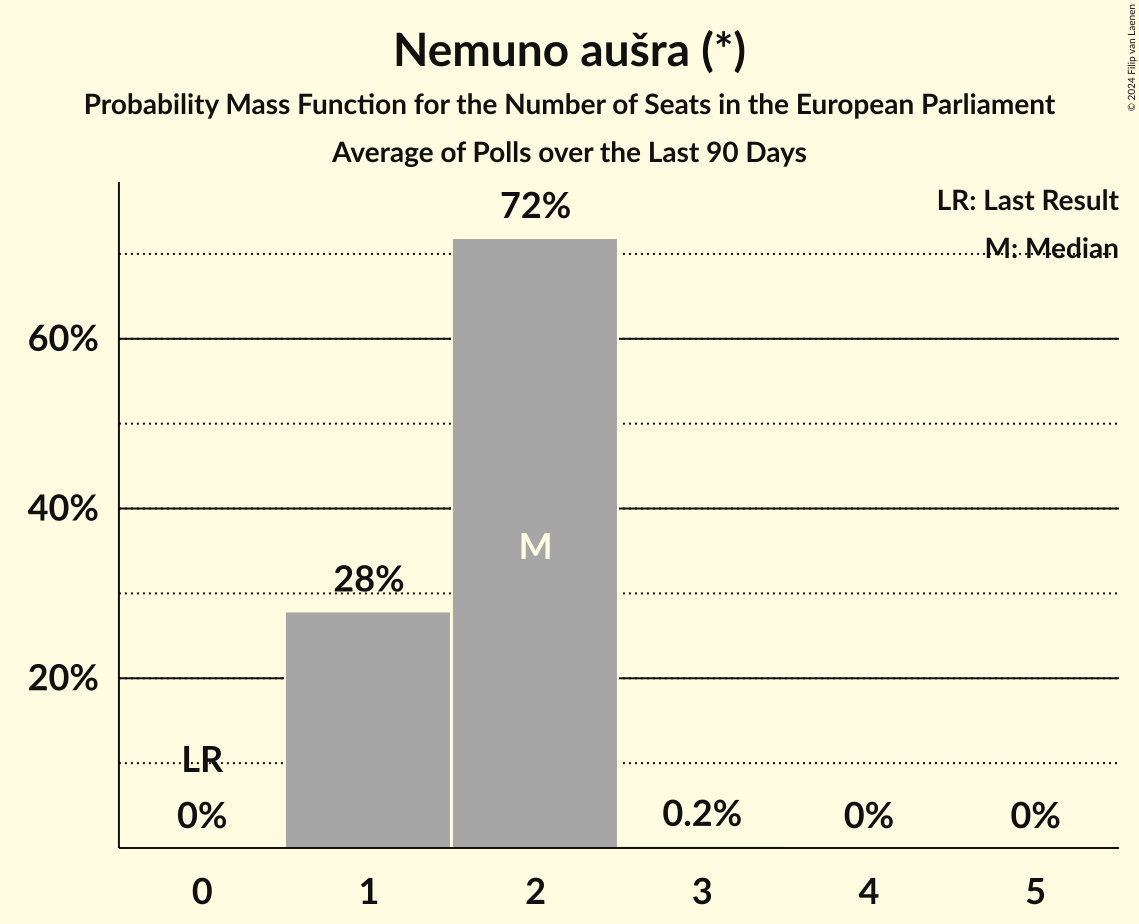 Nemuno aušra (*)
Probability Mass Function for the Number of Seats in the European Parliament
Average of Polls over the Last 90 Days
© 2024 Filip van Laenen
LR: Last Result
M: Median
72%
60%
40%
M
28%
20%
LR
0%
0.2%
0%
0%
0 1 2 3 4 5